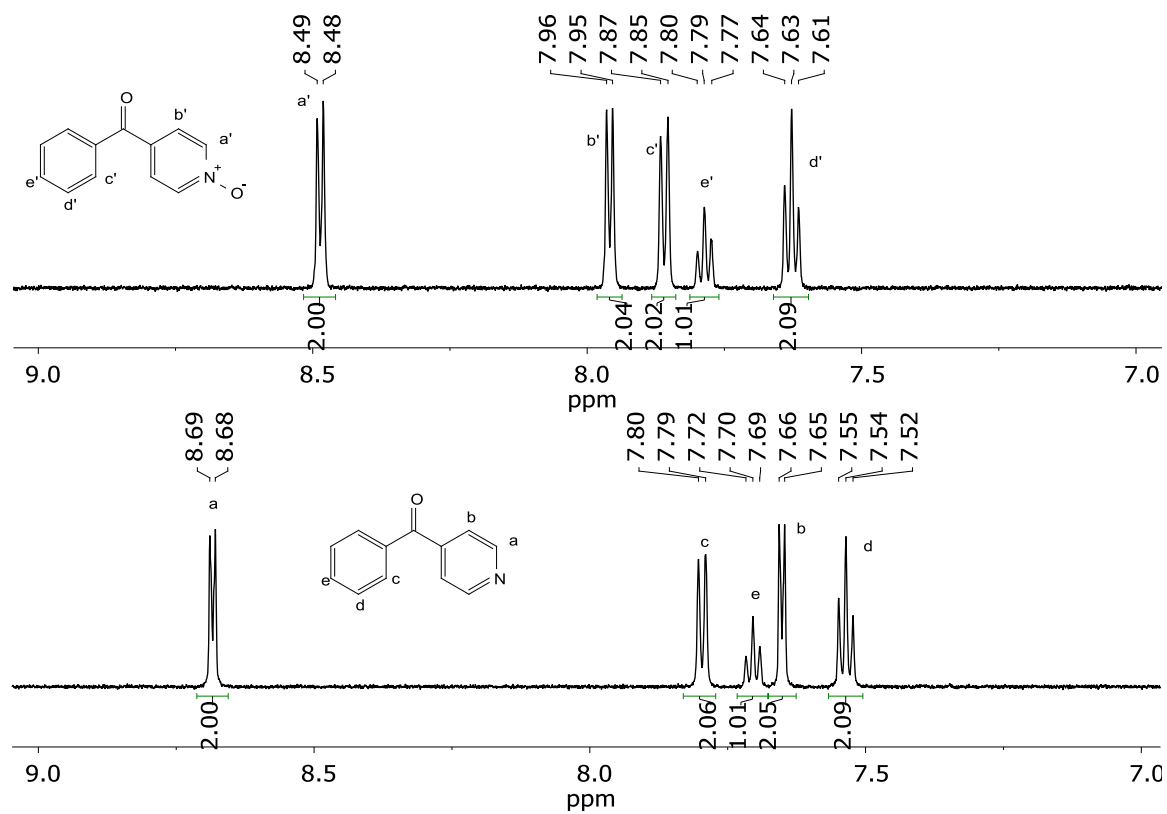 8.49
8.48
7.96
7.95
7.87
7.85
7.80
7.79
7.77
7.64
7.63
7.61
a'
b'
c'
e'
d'
O
b'
a'
e'
c'
d'
N+
O-
2.00
2.04
2.02
1.01
2.09
9.0 8.5 8.0 7.5 7.0
ppm
8.69
8.68
7.80
7.79
7.72
7.70
7.69
7.66
7.65
7.55
7.54
7.52
a
c
e
b
d
O
b
a
e
c
d
N
2.00
2.06
1.01
2.05
2.09
9.0 8.5 8.0 7.5 7.0
ppm